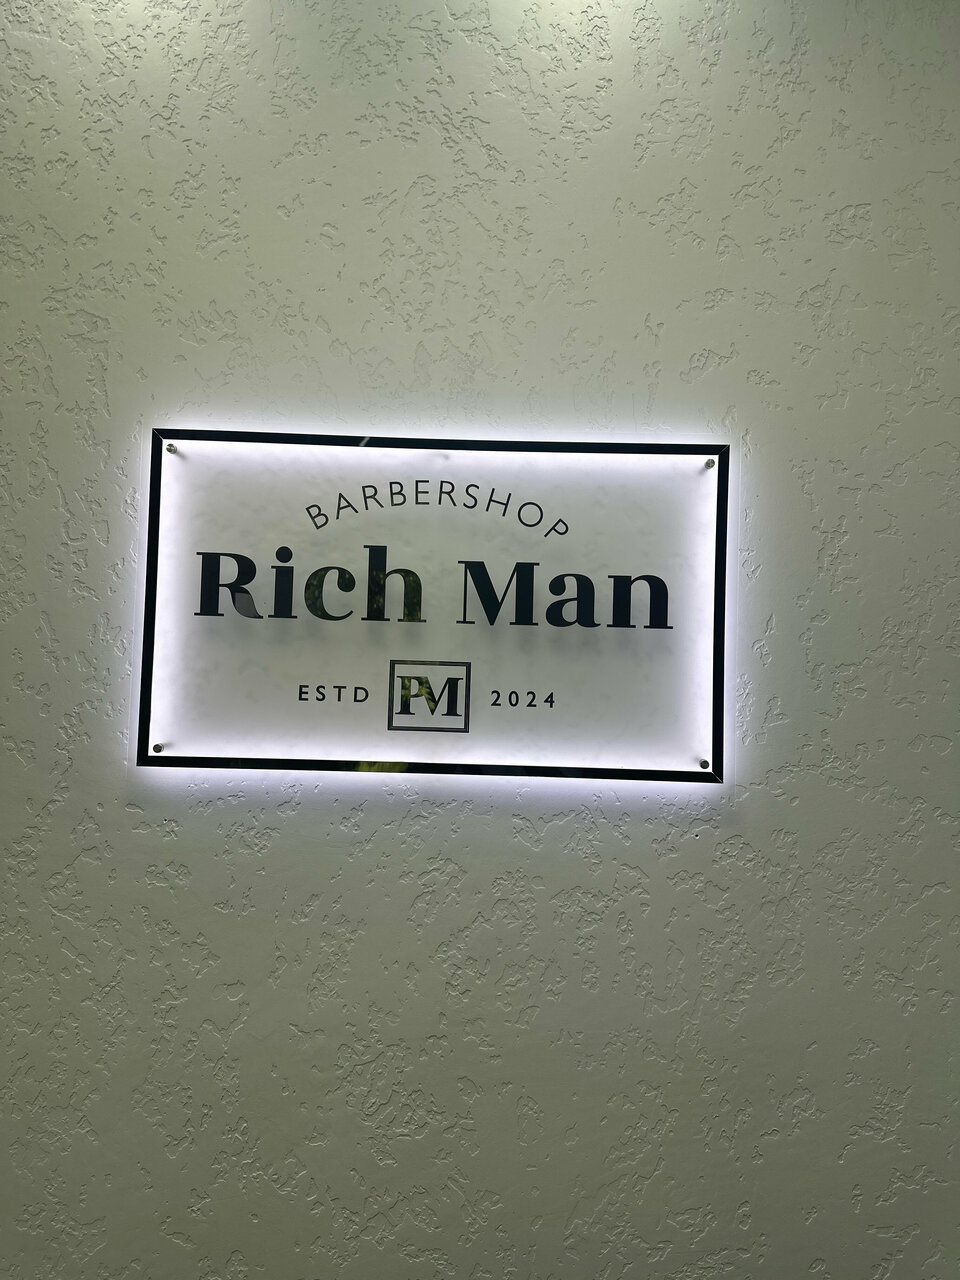 BARBERSHOP
Rich Man
ESTD PM 2024